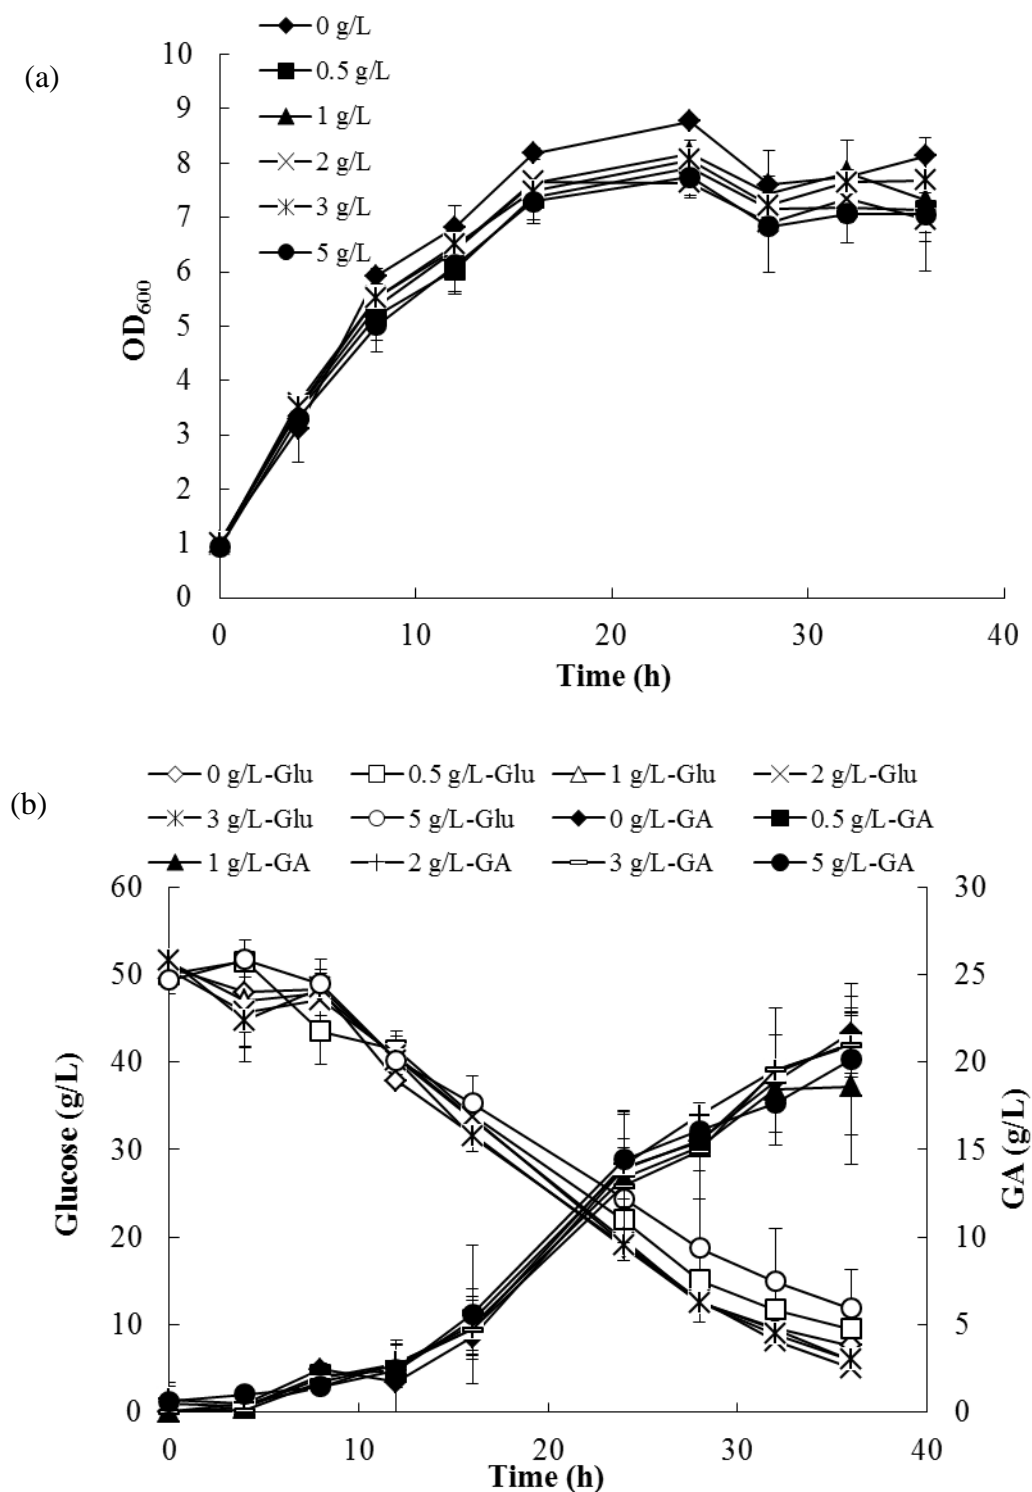 (a)
0 g/L
0.5 g/L
1 g/L
2 g/L
3 g/L
5 g/L
10
9
8
7
6
5
4
3
2
1
0
OD600
0 10 20 30 40
Time (h)
(b)
0 g/L-Glu 0.5 g/L-Glu 1 g/L-Glu 2 g/L-Glu
3 g/L-Glu 5 g/L-Glu 0 g/L-GA 0.5 g/L-GA
1 g/L-GA 2 g/L-GA 3 g/L-GA 5 g/L-GA
60
50
40
30
20
10
0
Glucose (g/L)
30
25
20
15
10
5
0
GA (g/L)
0 10 20 30 40
Time (h)